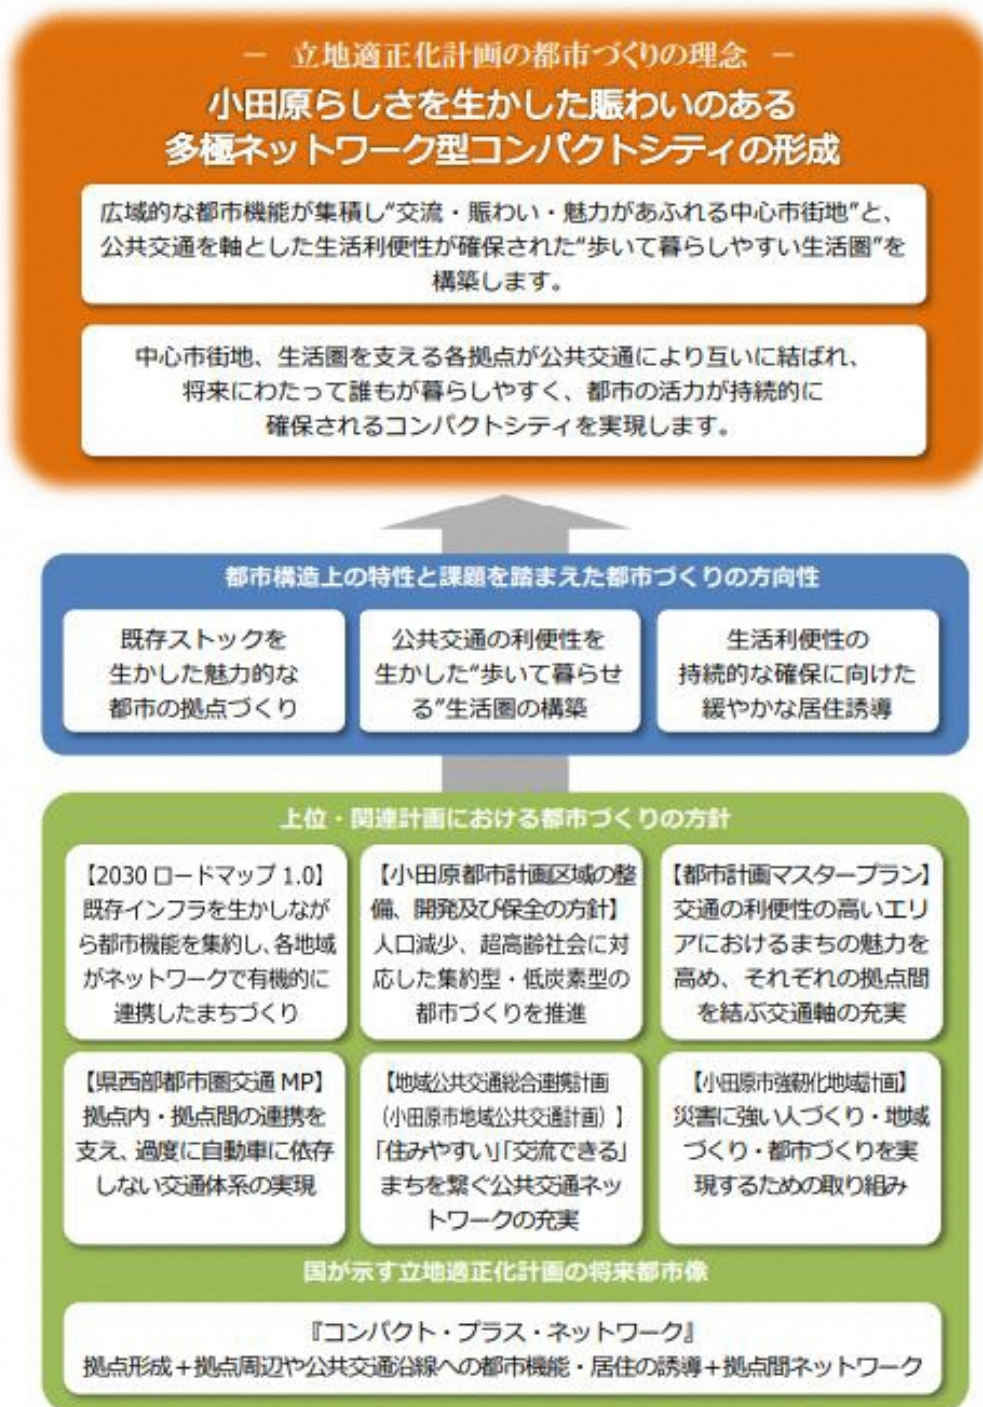 － 立地適正化計画の都市づくりの理念 －
小田原らしさを生かした賑わいのある
多極ネットワーク型コンパクトシティの形成
広域的な都市機能が集積し“交流・賑わい・魅力があふれる中心市街地”と、
公共交通を軸とした生活利便性が確保された“歩いて暮らしやすい生活圏”を
構築します。
中心市街地、生活圏を支える各拠点が公共交通により互いに結ばれ、
将来にわたって誰もが暮らしやすく、都市の活力が持続的に
確保されるコンパクトシティを実現します。
都市構造上の特性と課題を踏まえた都市づくりの方向性
既存ストックを
生かした魅力的な
都市の拠点づくり
公共交通の利便性を
生かした“歩いて暮らせ
る”生活圏の構築
生活利便性の
持続的な確保に向けた
緩やかな居住誘導
上位・関連計画における都市づくりの方針
【2030 ロードマップ 1.0】
既存インフラを生かしなが
ら都市機能を集約し、各地域
がネットワークで有機的に
連携したまちづくり
【小田原都市計画区域の整
備、開発及び保全の方針】
人口減少、超高齢社会に対
応した集約型・低炭素型の
都市づくりを推進
【都市計画マスタープラン】
交通の利便性の高いエリ
アにおけるまちの魅力を
高め、それぞれの拠点間
を結ぶ交通軸の充実
【県西部都市圏交通 MP】
拠点内・拠点間の連携を
支え、過度に自動車に依存
しない交通体系の実現
【地域公共交通総合連携計画
（小田原市地域公共交通計画）】
「住みやすい」「交流できる」
まちを繋ぐ公共交通ネッ
トワークの充実
【小田原市強靭化地域計画】
災害に強い人づくり・地域
づくり・都市づくりを実
現するための取り組み
国が示す立地適正化計画の将来都市像
『コンパクト・プラス・ネットワーク』
拠点形成＋拠点周辺や公共交通沿線への都市機能・居住の誘導＋拠点間ネットワーク